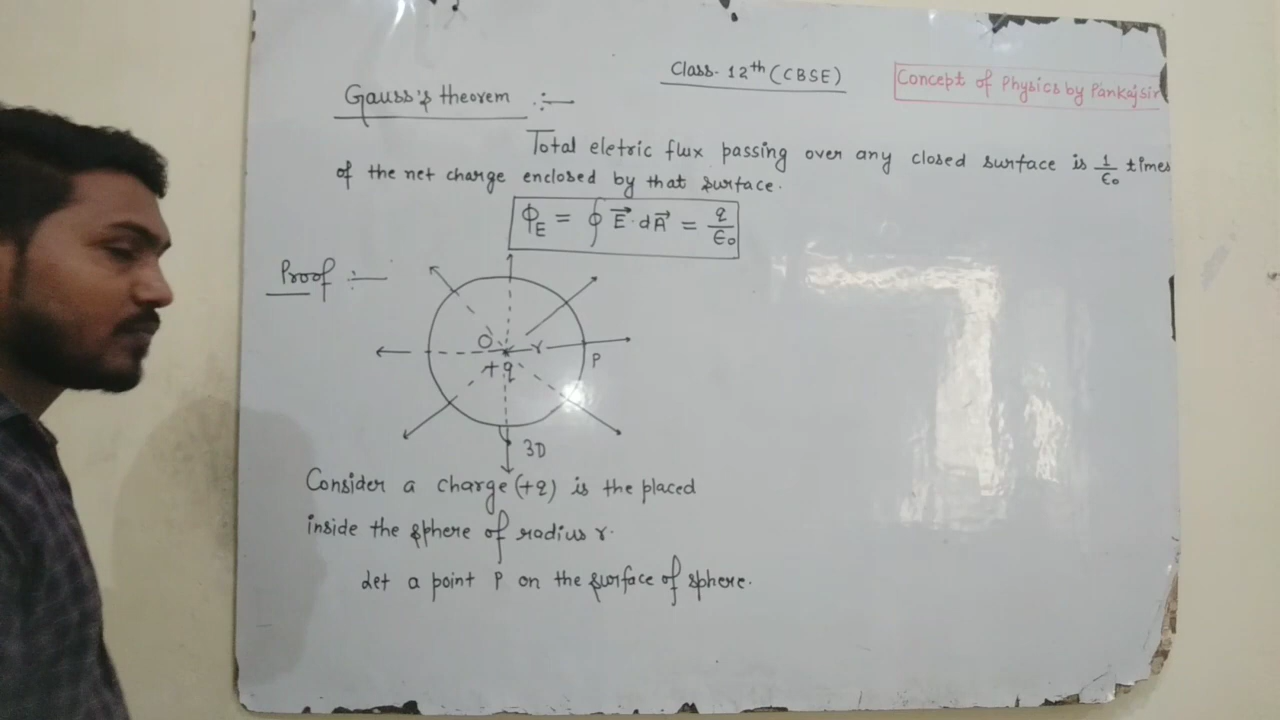 Class- 12th (CBSE)
Concept of Physics by Pankajsir
Gauss's theorem :-
Total eletric flux passing over any closed surface is 1/ϵ₀ times
of the net charge enclosed by that surface.
ϕ_E = ∮ E⃗·dA⃗ = q/ϵ₀
Proof :-
O
r
P
+q
3D
Consider a charge (+q) is the placed
inside the sphere of radius r.
Let a point P on the surface of sphere.